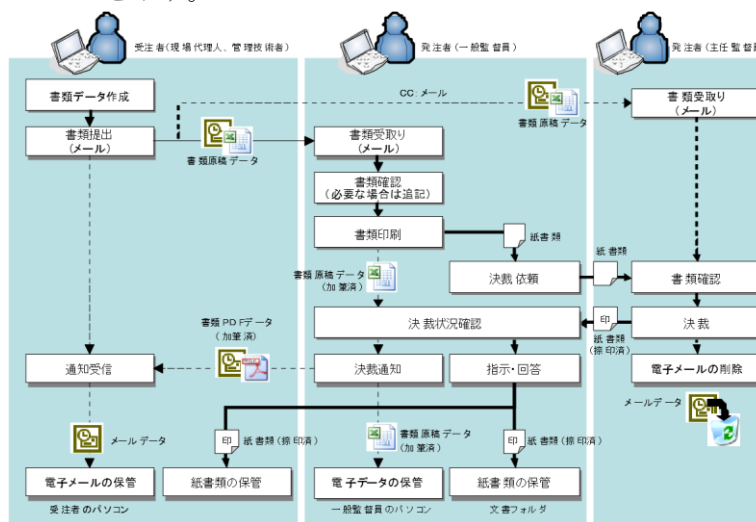 受注者(現場代理人、管理技術者)
発注者(一般監督員)
発注者(主任監督員)
書類データ作成
CC:メール
書類受取り
(メール)
書類提出
(メール)
書類原稿データ
書類受取り
(メール)
書類原稿データ
書類確認
(必要な場合は追記)
書類印刷
紙書類
書類原稿データ
(加筆済)
決裁依頼
紙書類
書類確認
書類PDFデータ
(加筆済)
決裁状況確認
印
紙書類
(捺印済)
決裁
通知受信
決裁通知
指示・回答
電子メールの削除
メールデータ
メールデータ
印
紙書類(捺印済)
書類原稿データ
(加筆済)
印
紙書類(捺印済)
電子メールの保管
紙書類の保管
電子データの保管
紙書類の保管
受注者のパソコン
一般監督員のパソコン
文書フォルダ